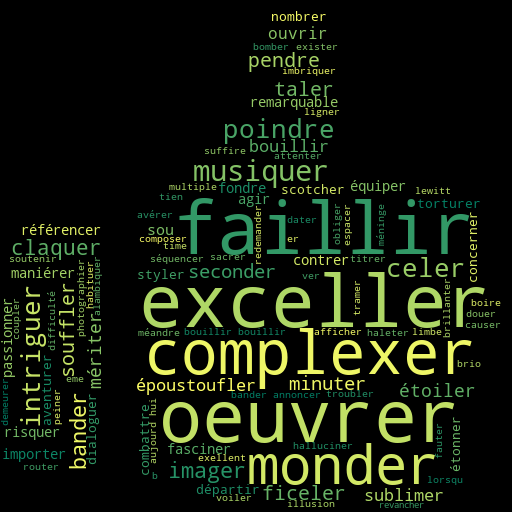 nombrer
ouvrir
bomber exister
pendre
imbriquer
taler
remarquable
ligner
poindre
bouillir
suffire attenter
musiquer
multiple fondre scotcher équiper lewitt
tien agir torturer
avérer faillir dater
redemander obliger espacer méninge
référencer sou
composer er concerner
claquer time contrer titrer
soutenir séquencer sacrer celer
maniérer styler seconder ver
habituer photographier alambiquer
exceller tramer brillanter boire
douer
passionner coupler intriguer difficulté souffler mériter causer
méandre bouillir bouillir afficher haleter limbe
complexer brio
eme époustoufler minuter étoiler
demeurer aventurer peiner bander annoncer troubler
dialoguer combattre aujourd hui oeuvrer
risquer bander fauter étonner
fasciner halluciner
importer exellent monder
router b imager lorsqu
départir ficeler sublimer
voiler illusion revancher